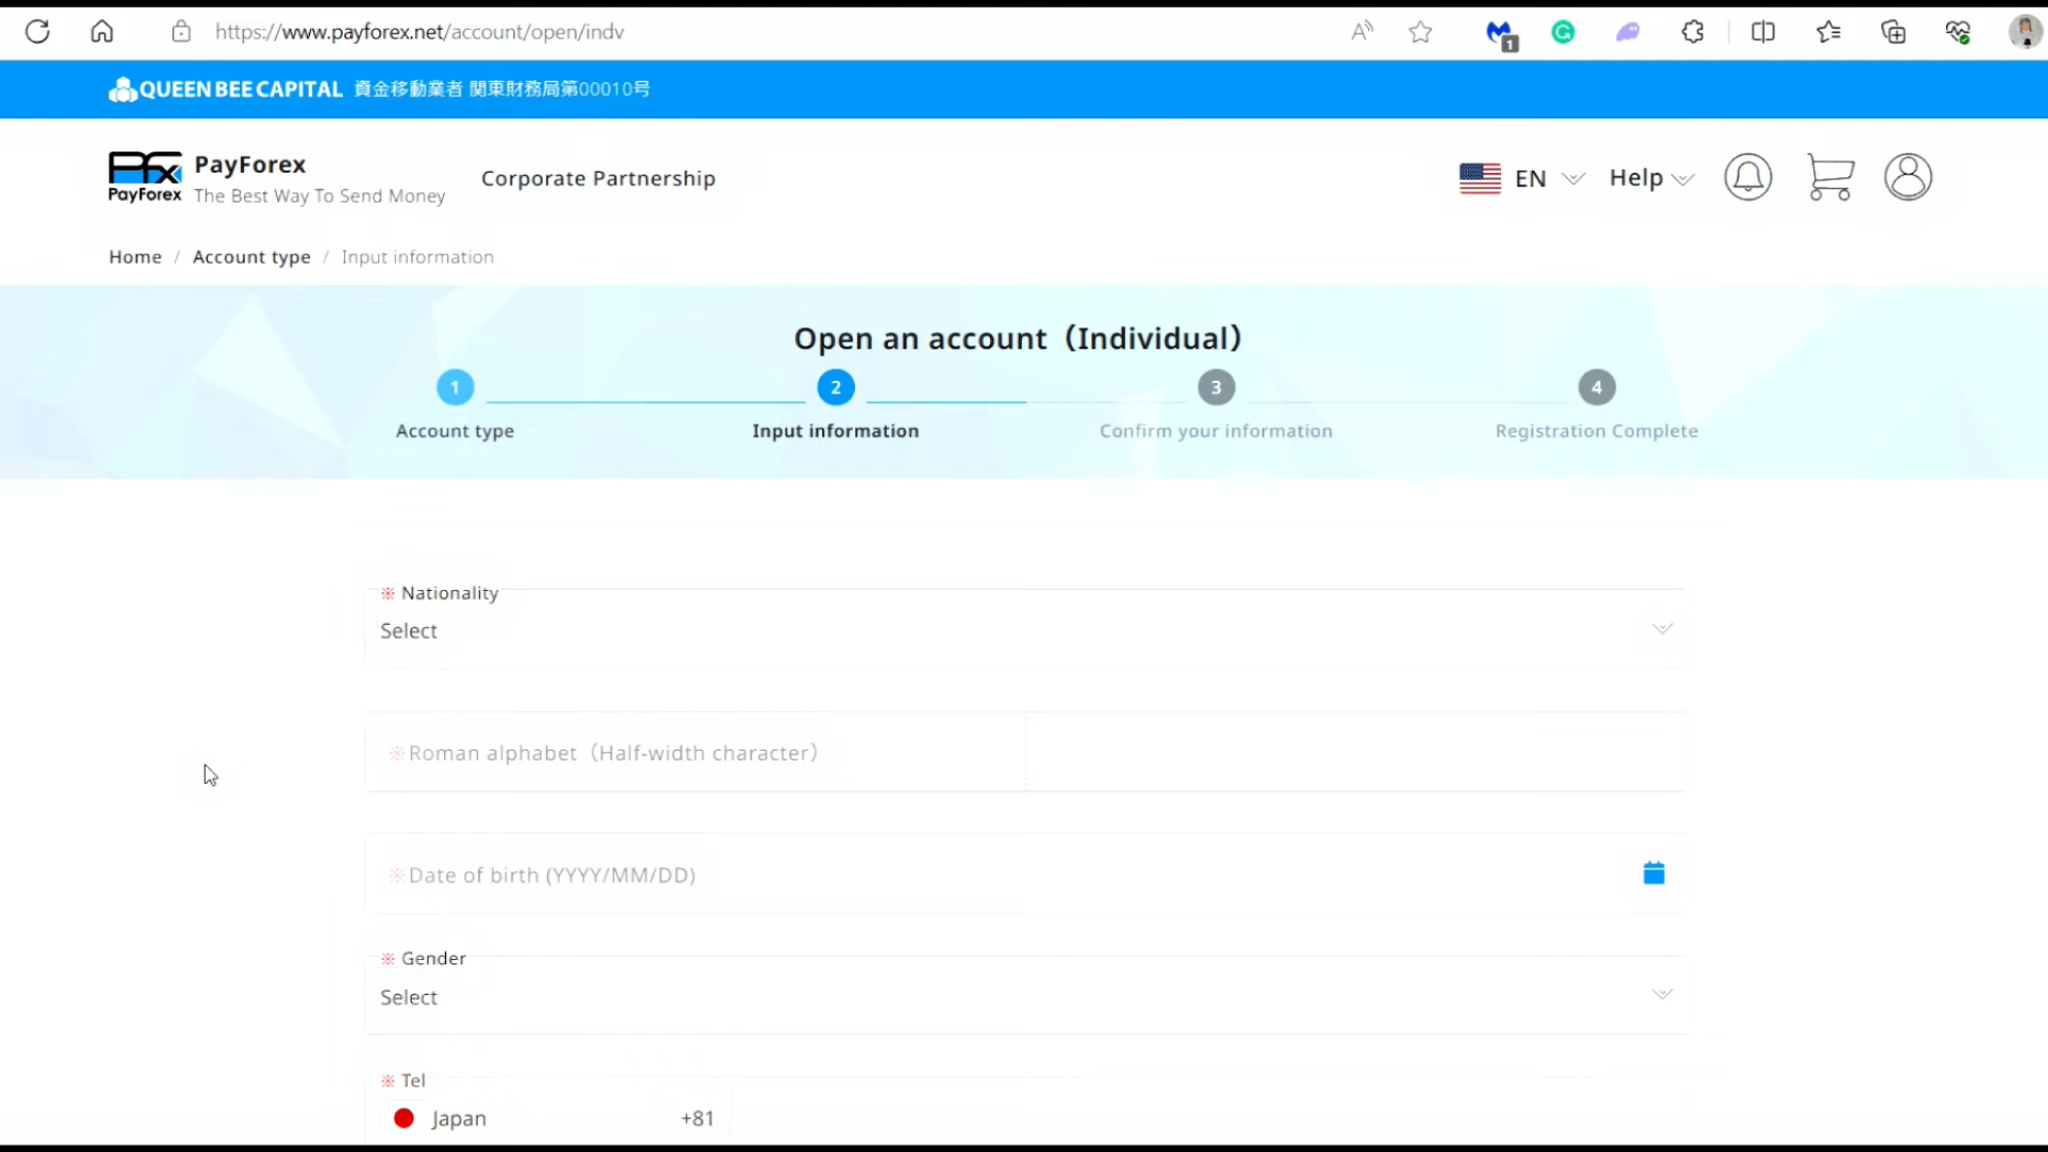 https://www.payforex.net/account/open/indv
1
QUEEN BEE CAPITAL 資金移動業者 関東財務局第00010号
PFX
PayForex
PayForex
The Best Way To Send Money
Corporate Partnership
EN
Help
Home / Account type / Input information
Open an account（Individual）
1
2
3
4
Account type
Input information
Confirm your information
Registration Complete
※ Nationality
Select
※Roman alphabet（Half-width character）
※Date of birth (YYYY/MM/DD)
※ Gender
Select
※ Tel
Japan +81